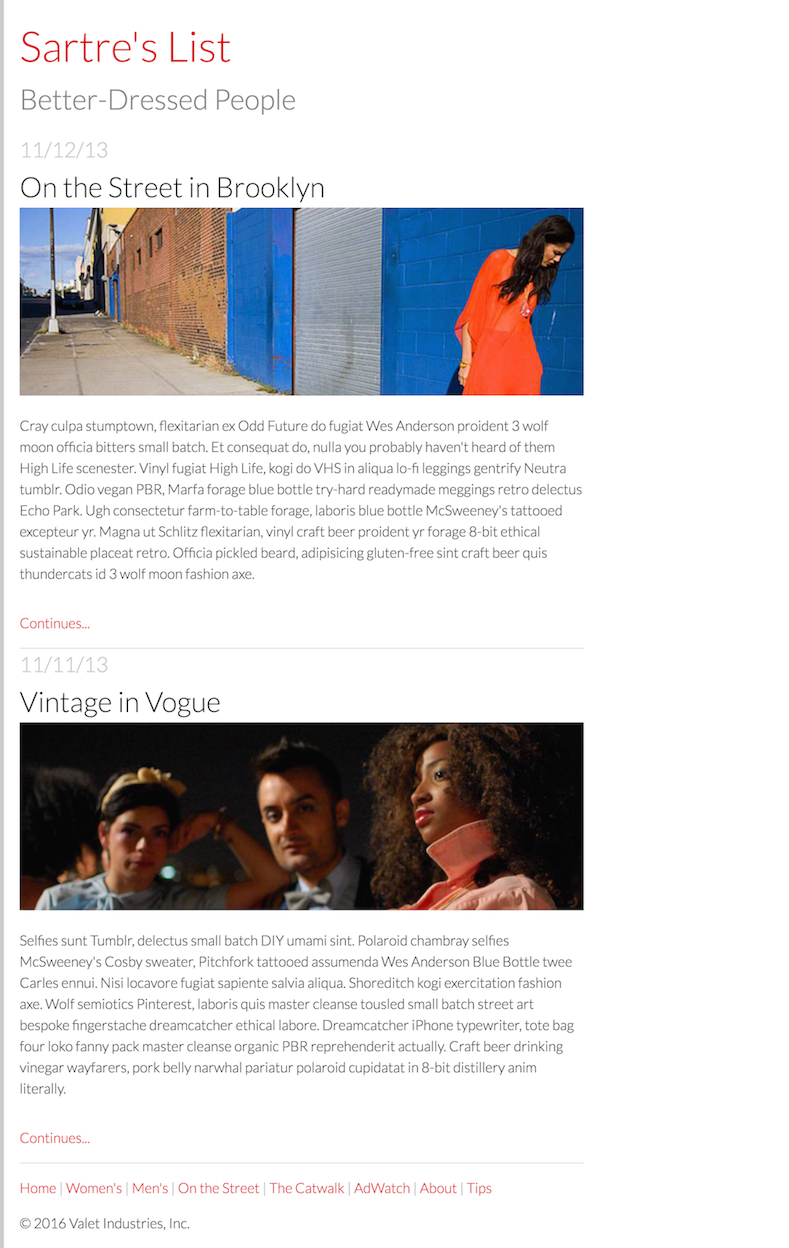 Sartre's List
Better-Dressed People
11/12/13
On the Street in Brooklyn
Cray culpa stumptown, flexitarian ex Odd Future do fugiat Wes Anderson proident 3 wolf
moon officia bitters small batch. Et consequat do, nulla you probably haven't heard of them
High Life scenester. Vinyl fugiat High Life, kogi do VHS in aliqua lo-fi leggings gentrify Neutra
tumblr. Odio vegan PBR, Marfa forage blue bottle try-hard readymade meggings retro delectus
Echo Park. Ugh consectetur farm-to-table forage, laboris blue bottle McSweeney's tattooed
excepteur yr. Magna ut Schlitz flexitarian, vinyl craft beer proident yr forage 8-bit ethical
sustainable placeat retro. Officia pickled beard, adipisicing gluten-free sint craft beer quis
thundercats id 3 wolf moon fashion axe.
Continues...
11/11/13
Vintage in Vogue
Selfies sunt Tumblr, delectus small batch DIY umami sint. Polaroid chambray selfies
McSweeney's Cosby sweater, Pitchfork tattooed assumenda Wes Anderson Blue Bottle twee
Carles ennui. Nisi locavore fugiat sapiente salvia aliqua. Shoreditch kogi exercitation fashion
axe. Wolf semiotics Pinterest, laboris quis master cleanse tousled small batch street art
bespoke fingerstache dreamcatcher ethical labore. Dreamcatcher iPhone typewriter, tote bag
four loko fanny pack master cleanse organic PBR reprehenderit actually. Craft beer drinking
vinegar wayfarers, pork belly narwhal pariatur polaroid cupidatat in 8-bit distillery anim
literally.
Continues...
Home | Women's | Men's | On the Street | The Catwalk | AdWatch | About | Tips
© 2016 Valet Industries, Inc.